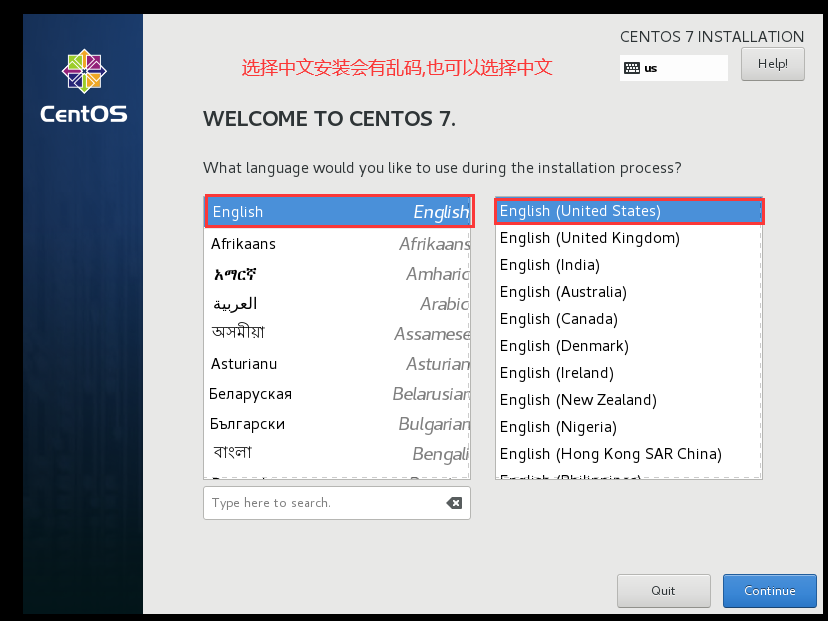 CENTOS 7 INSTALLATION
选择中文安装会有乱码,也可以选择中文
us
Help!
CentOS
WELCOME TO CENTOS 7.
What language would you like to use during the installation process?
English English
English (United States)
Afrikaans Afrikaans
English (United Kingdom)
አማርኛ Amharic
English (India)
العربية Arabic
English (Australia)
অসমীয়া Assamese
English (Canada)
Asturianu Asturian
English (Denmark)
Беларуская Belarusian
English (Ireland)
Български Bulgarian
English (New Zealand)
বাংলা Bengali
English (Nigeria)
English (Hong Kong SAR China)
English (Philippines)
Type here to search.
Quit
Continue